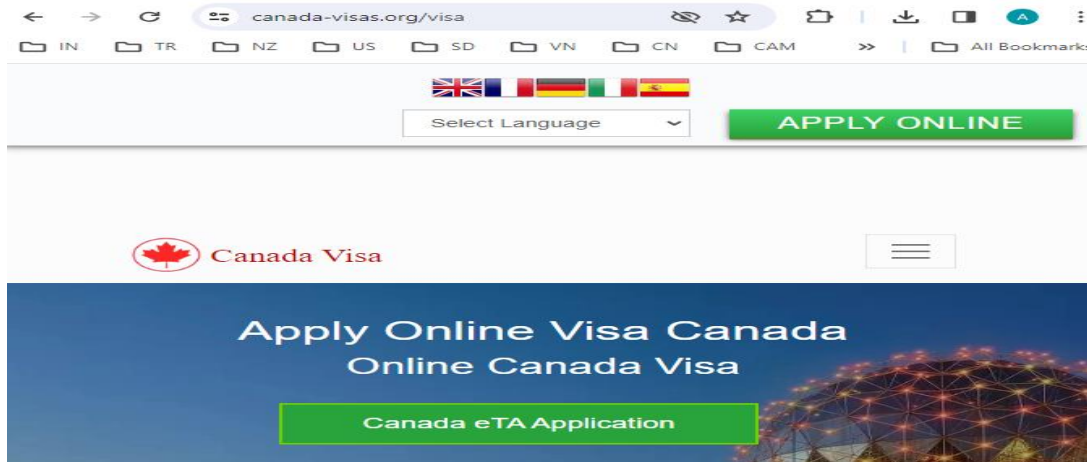 canada-visas.org/visa
A
IN TR NZ US SD VN CN CAM » All Bookmarks
Select Language APPLY ONLINE
Canada Visa
Apply Online Visa Canada
Online Canada Visa
Canada eTA Application